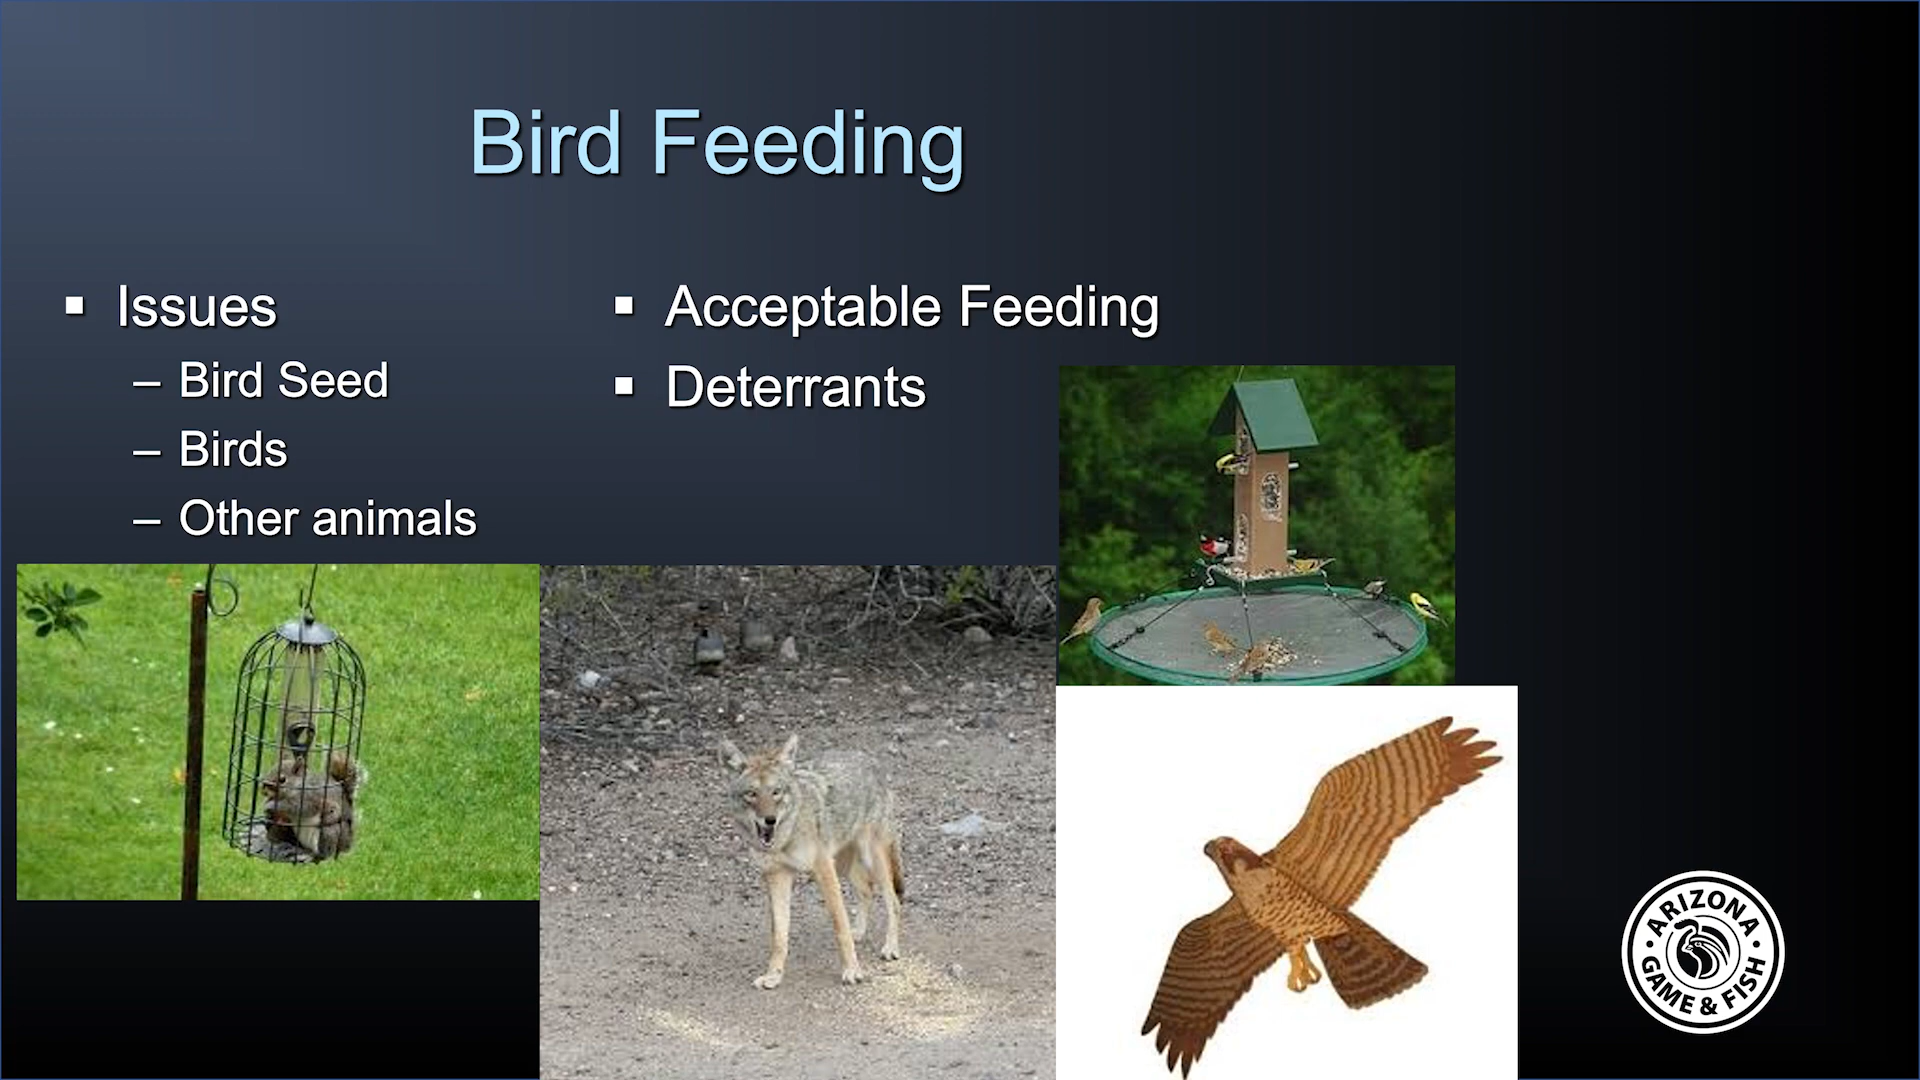 Bird Feeding
▪ Issues
– Bird Seed
– Birds
– Other animals
▪ Acceptable Feeding
▪ Deterrants
ARIZONA
GAME & FISH